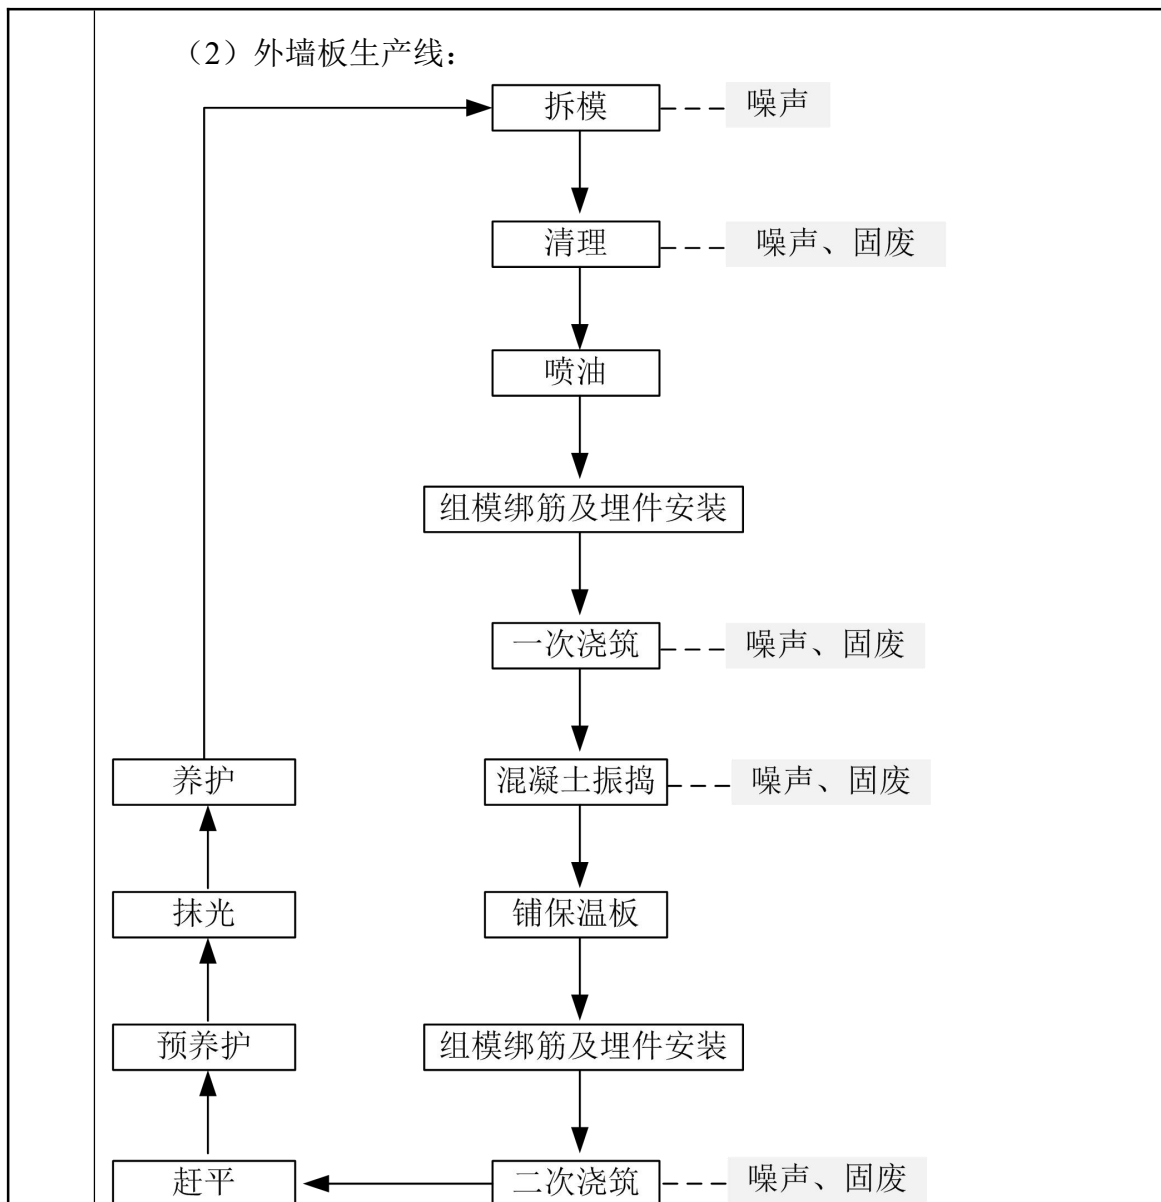 （2）外墙板生产线：
拆模 噪声
清理 噪声、固废
喷油
组模绑筋及埋件安装
一次浇筑 噪声、固废
养护 混凝土振捣 噪声、固废
抹光 铺保温板
预养护 组模绑筋及埋件安装
赶平 二次浇筑 噪声、固废